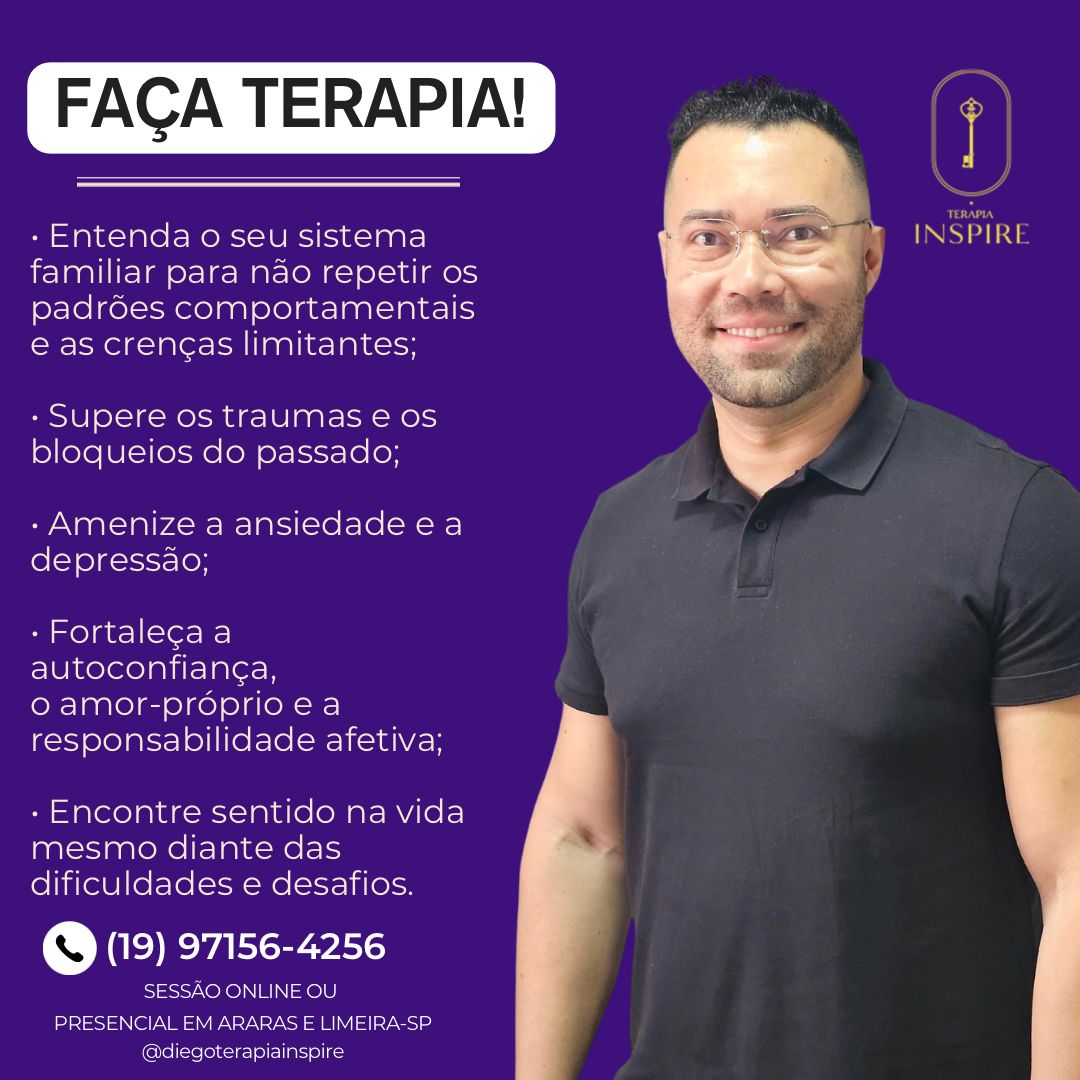 FAÇA TERAPIA!
TERAPIA
INSPIRE
• Entenda o seu sistema
familiar para não repetir os
padrões comportamentais
e as crenças limitantes;
• Supere os traumas e os
bloqueios do passado;
• Amenize a ansiedade e a
depressão;
• Fortaleça a
autoconfiança,
o amor-próprio e a
responsabilidade afetiva;
• Encontre sentido na vida
mesmo diante das
dificuldades e desafios.
(19) 97156-4256
SESSÃO ONLINE OU
PRESENCIAL EM ARARAS E LIMEIRA-SP
@diegoterapiainspire